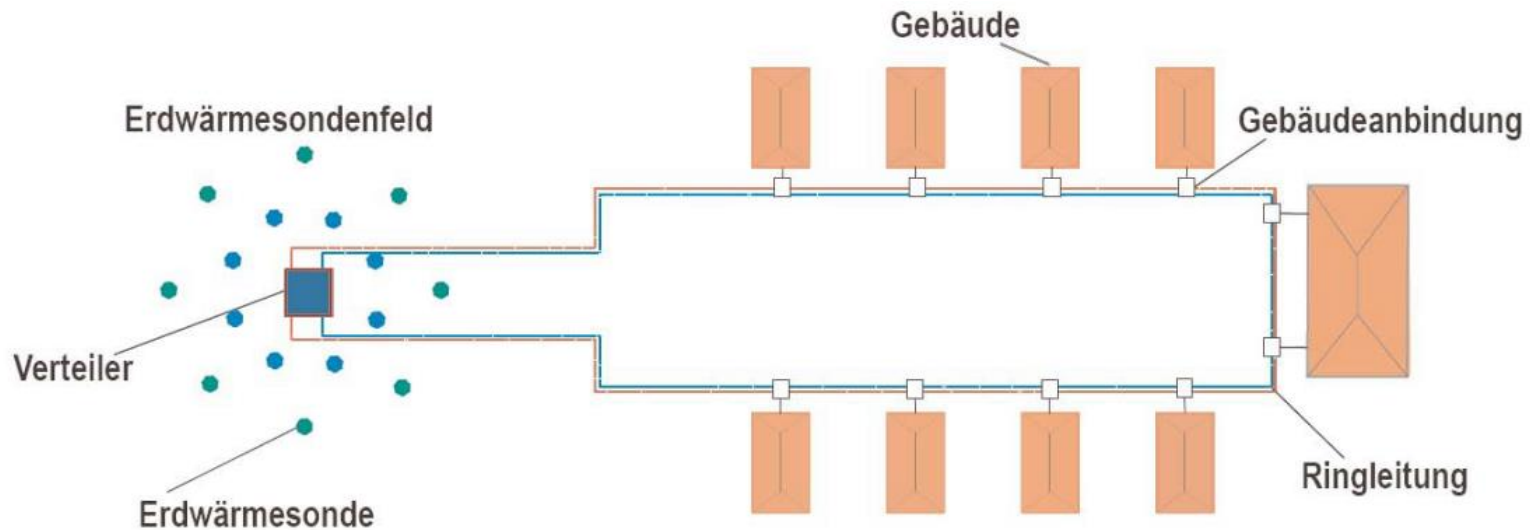 Gebäude
Erdwärmesondenfeld
Gebäudeanbindung
Verteiler
Ringleitung
Erdwärmesonde